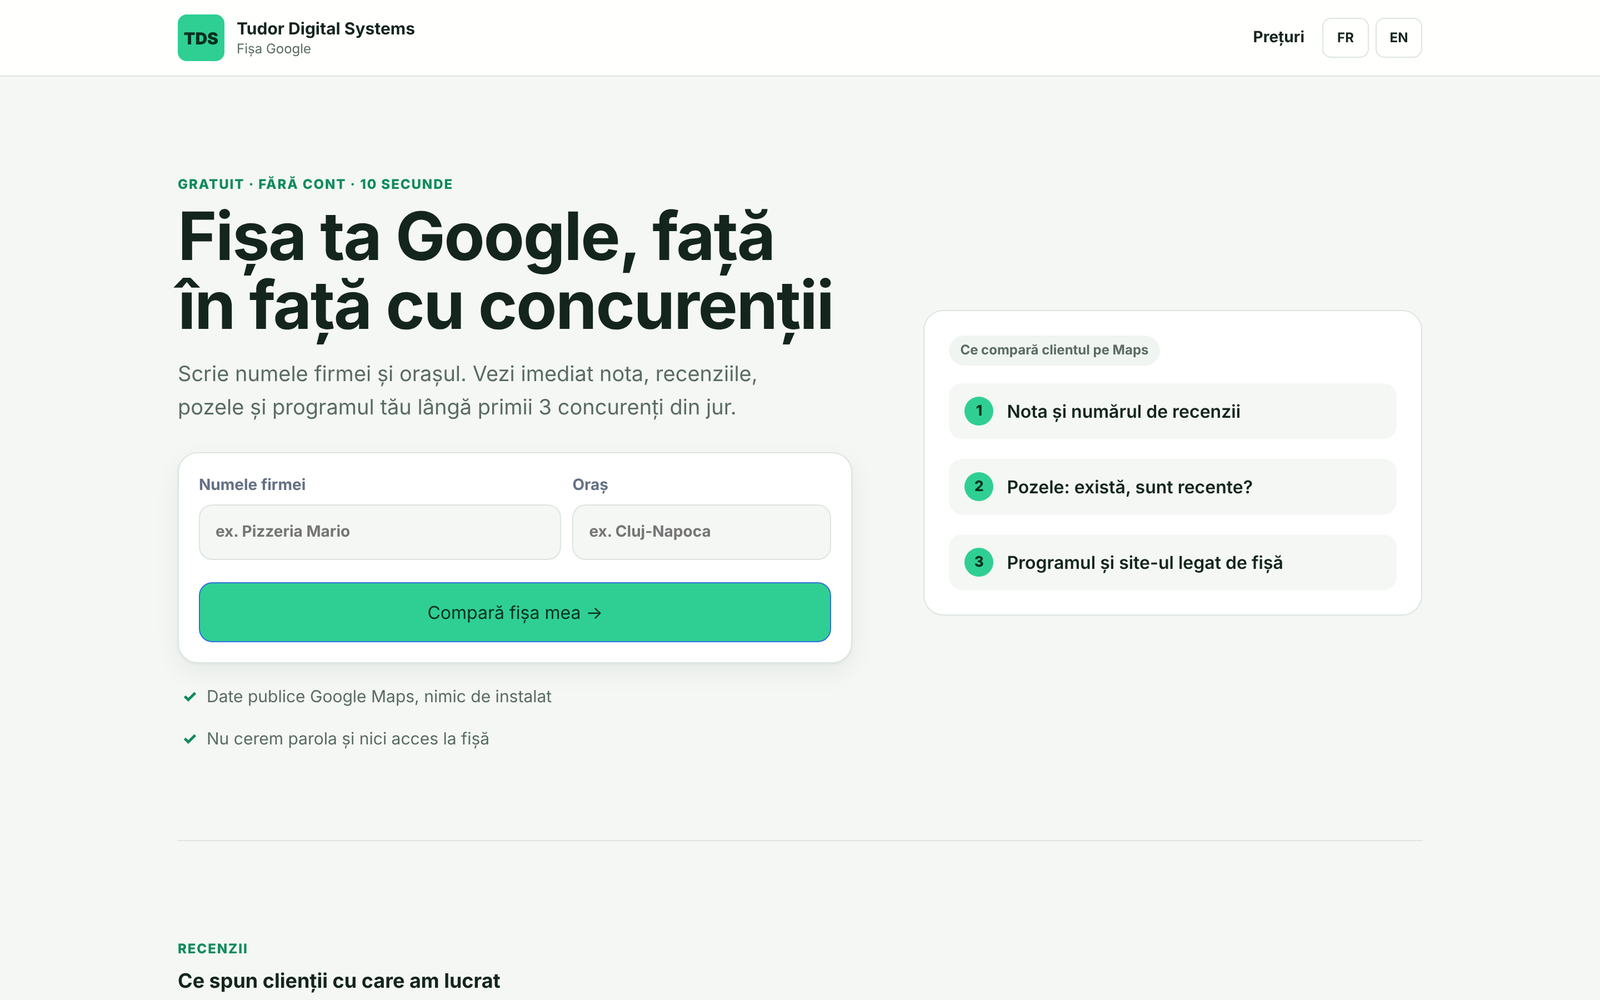 TDS
Tudor Digital Systems
Fișa Google
Prețuri
FR
EN
GRATUIT · FĂRĂ CONT · 10 SECUNDE
Fișa ta Google, față
în față cu concurenții
Scrie numele firmei și orașul. Vezi imediat nota, recenziile,
pozele și programul tău lângă primii 3 concurenți din jur.
Numele firmei
Oraș
ex. Pizzeria Mario
ex. Cluj-Napoca
Compară fișa mea →
Date publice Google Maps, nimic de instalat
Nu cerem parola și nici acces la fișă
Ce compară clientul pe Maps
1 Nota și numărul de recenzii
2 Pozele: există, sunt recente?
3 Programul și site-ul legat de fișă
RECENZII
Ce spun clienții cu care am lucrat